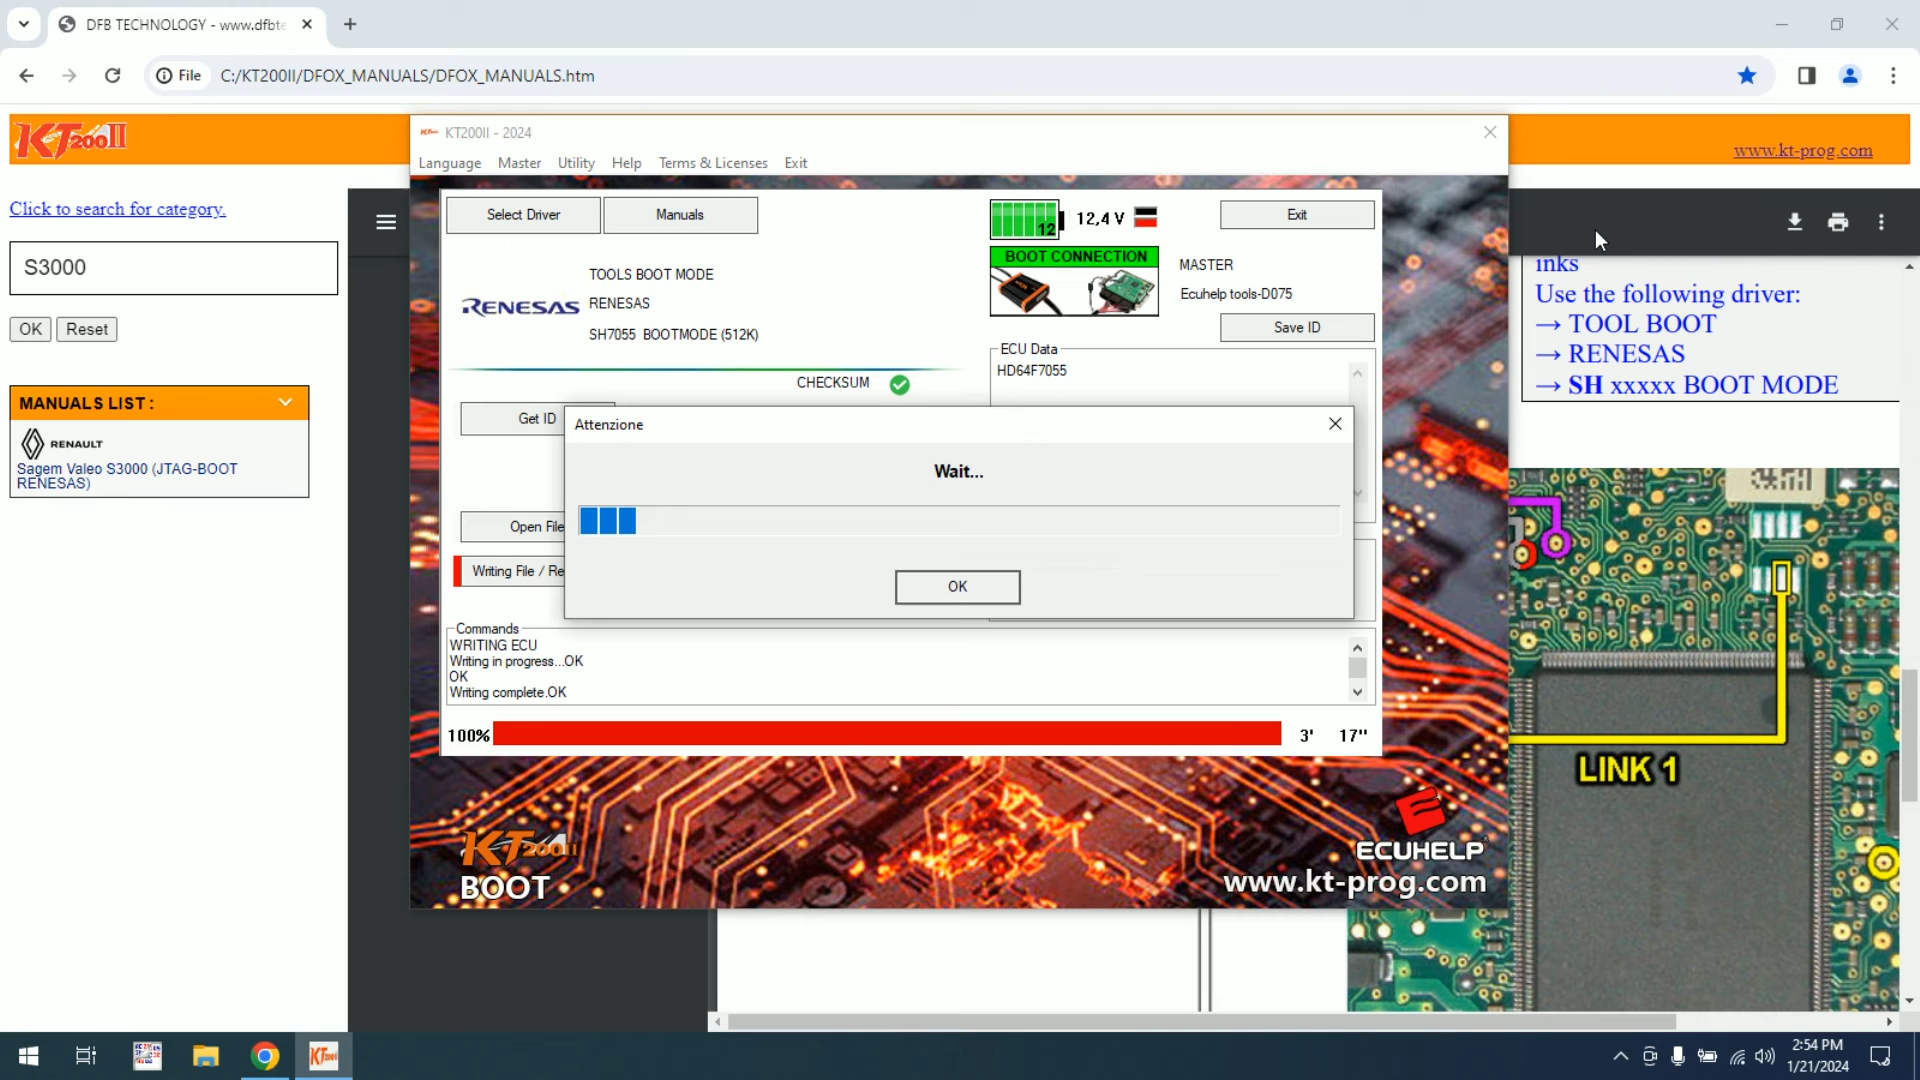 DFB TECHNOLOGY - www.dfbte
File
C:/KT200II/DFOX_MANUALS/DFOX_MANUALS.htm
KT200II
www.kt-prog.com
Click to search for category.
S3000
OK
Reset
MANUALS LIST :
RENAULT
Sagem Valeo S3000 (JTAG-BOOT
RENESAS)
KT200II - 2024
Language
Master
Utility
Help
Terms & Licenses
Exit
Select Driver
Manuals
12
12,4 V
Exit
BOOT CONNECTION
MASTER
Ecuhelp tools-D075
Save ID
TOOLS BOOT MODE
RENESAS
RENESAS
SH7055 BOOTMODE (512K)
CHECKSUM
ECU Data
HD64F7055
Get ID
Open File
Writing File / Re
Attenzione
Wait...
OK
Commands
WRITING ECU
Writing in progress...OK
OK
Writing complete.OK
100%
3'
17"
KT200II
BOOT
ECUHELP
www.kt-prog.com
inks
Use the following driver:
→ TOOL BOOT
→ RENESAS
→ SH xxxxx BOOT MODE
LINK 1
2:54 PM
1/21/2024